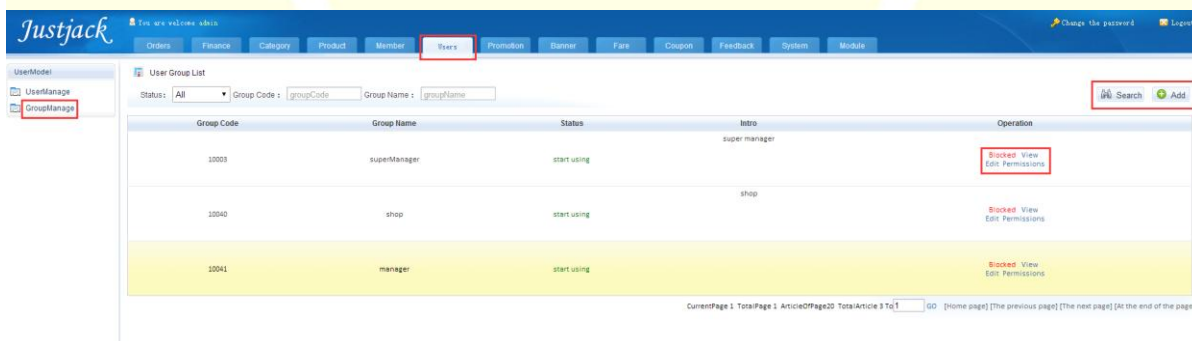 Justjack
You are welcome admin
Change the parword
Logout
Orders Finance Category Product Member Users Promotion Banner Fare Coupon Feedback System Module
UserModel
UserManage
GroupManage
User Group List
Status: All Group Code : groupCode Group Name : groupName Search Add
Group Code Group Name Status Intro Operation
10003 superManager start using super manager Blocked View
Edit Permissions
10040 shop start using shop Blocked View
Edit Permissions
10041 manager start using Blocked View
Edit Permissions
CurrentPage 1 TotalPage 1 ArticleOfPage20 TotalArticle 3 To 1 GO [Home page] [The previous page] [The next page] [At the end of the page